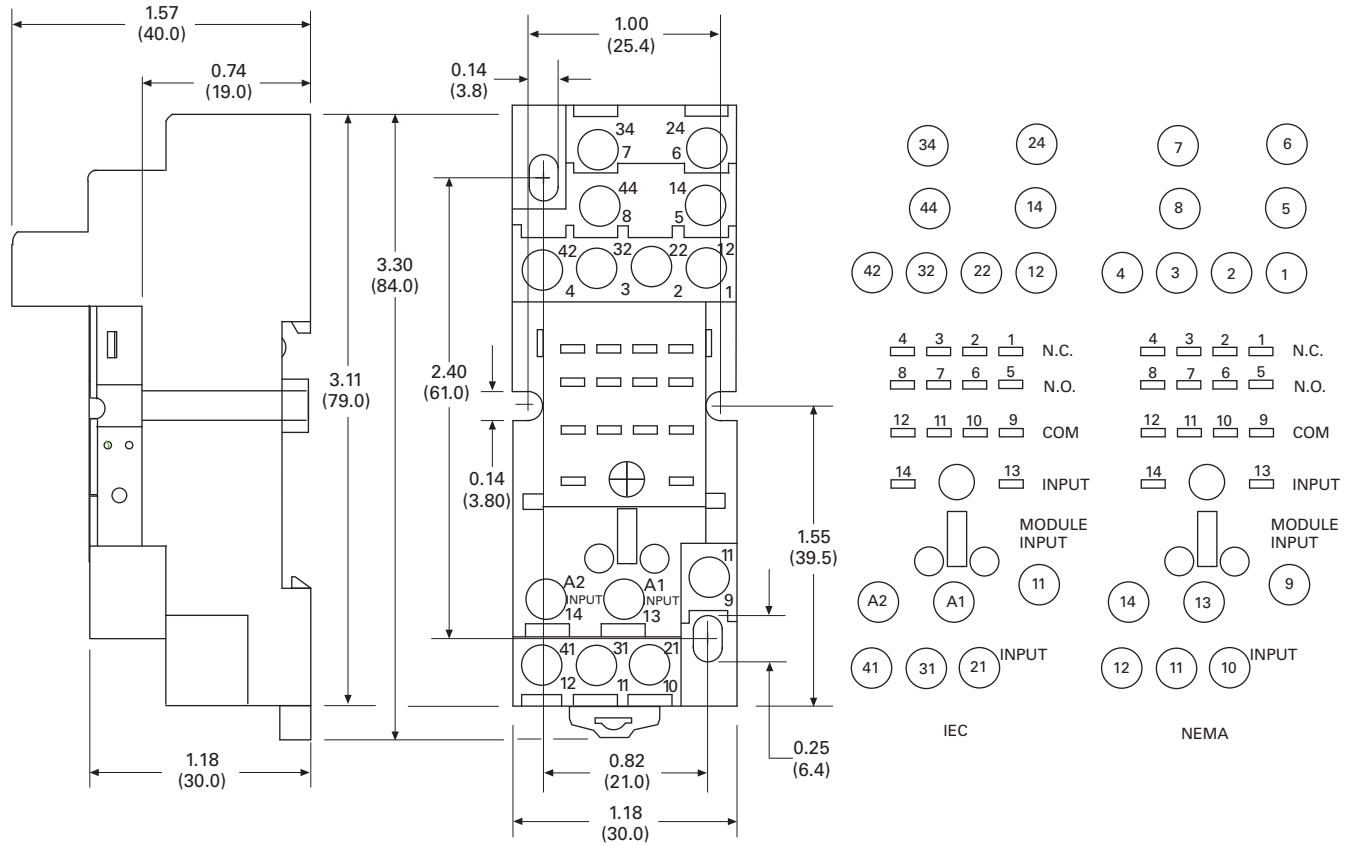 1.57
(40.0)
0.74
(19.0)
3.11
(79.0)
3.30
(84.0)
1.18
(30.0)
1.00
(25.4)
0.14
(3.8)
2.40
(61.0)
0.14
(3.80)
1.55
(39.5)
0.25
(6.4)
0.82
(21.0)
1.18
(30.0)
34 24
7 6
44 14
8 5
42 32 22 12
4 3 2 1
11
9
A2 A1
INPUT INPUT
14 13
41 31 21
12 11 10
34 24
44 14
42 32 22 12
4 3 2 1 N.C.
8 7 6 5 N.O.
12 11 10 9 COM
14 13 INPUT
MODULE
INPUT
11
A2 A1
41 31 21 INPUT
IEC
7 6
8 5
4 3 2 1
4 3 2 1 N.C.
8 7 6 5 N.O.
12 11 10 9 COM
14 13 INPUT
MODULE
INPUT
9
14 13
12 11 10 INPUT
NEMA